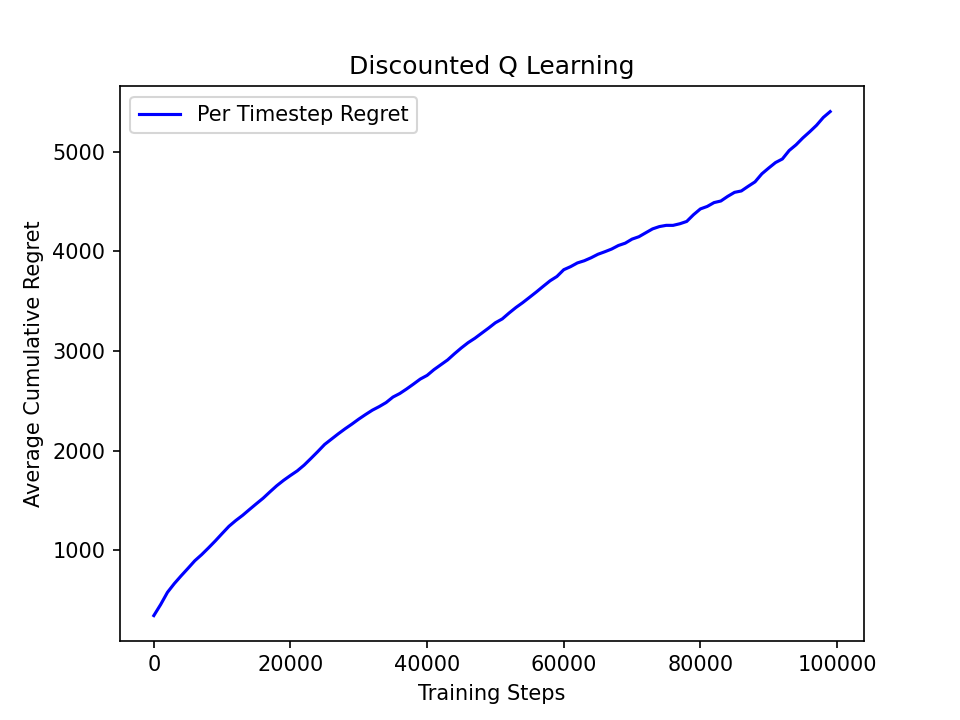 Discounted Q Learning
Per Timestep Regret
Average Cumulative Regret
5000
4000
3000
2000
1000
0 20000 40000 60000 80000 100000
Training Steps